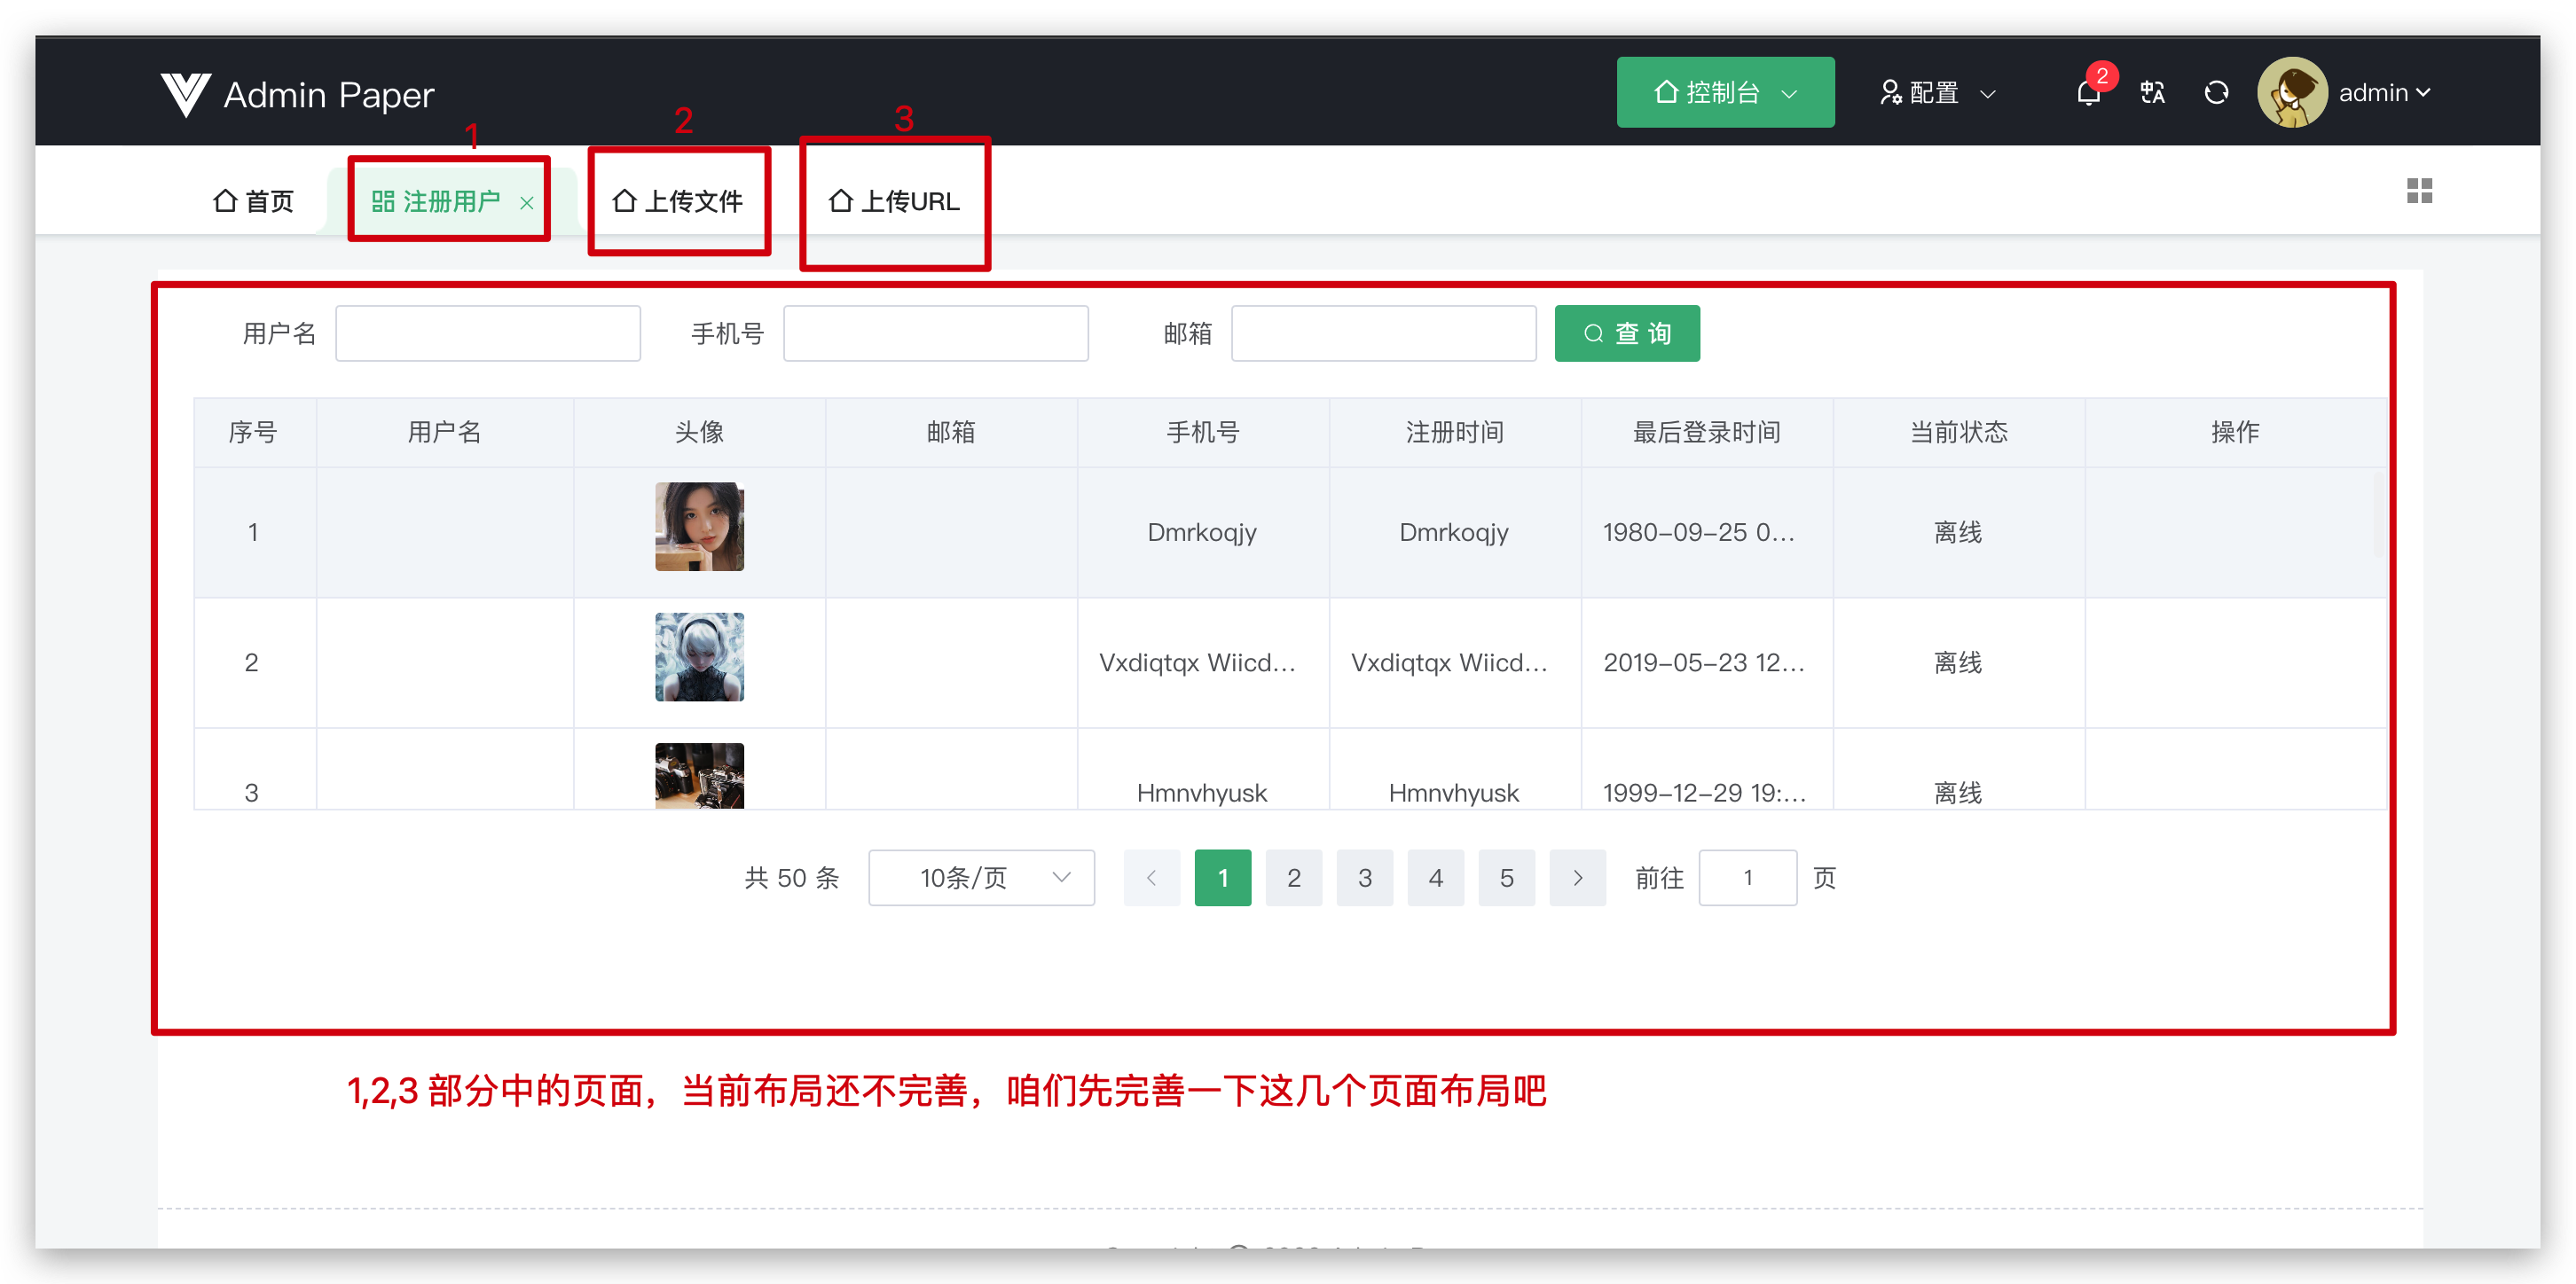 Admin Paper
控制台
配置
2
admin
1
2
3
首页
注册用户
上传文件
上传URL
用户名
手机号
邮箱
查 询
序号 用户名 头像 邮箱 手机号 注册时间 最后登录时间 当前状态 操作
1 Dmrkoqjy Dmrkoqjy 1980-09-25 0... 离线
2 Vxdiqtqx Wiicd... Vxdiqtqx Wiicd... 2019-05-23 12... 离线
3 Hmnvhyusk Hmnvhyusk 1999-12-29 19:... 离线
共 50 条 10条/页 1 2 3 4 5 前往 1 页
1,2,3 部分中的页面，当前布局还不完善，咱们先完善一下这几个页面布局吧